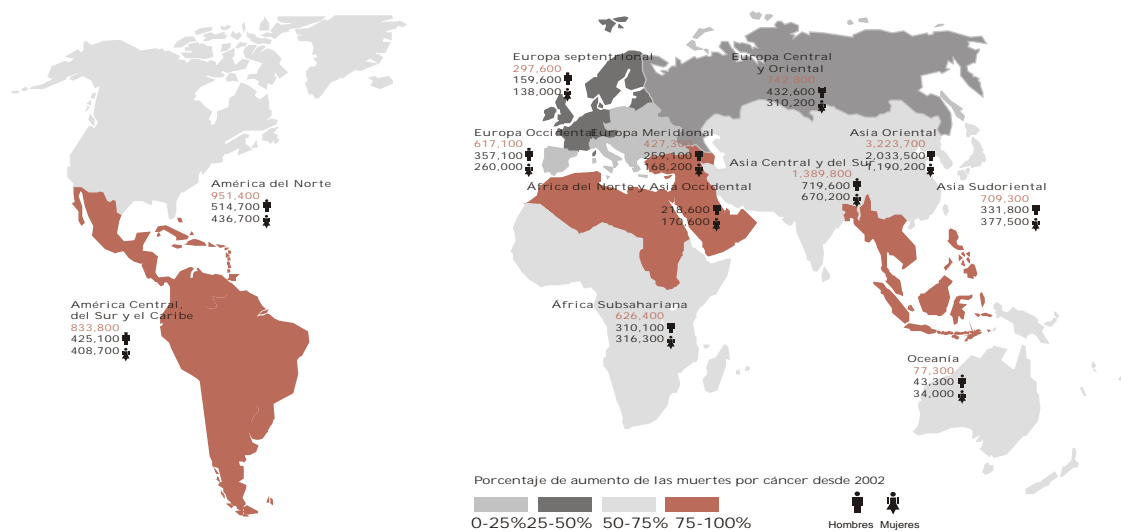 Europa septentrional
297,600
159,600
138,000
Europa Central
y Oriental
742,800
432,600
310,200
Europa Occidental
617,100
357,100
260,000
Europa Meridional
427,300
259,100
168,200
Asia Oriental
3,223,700
2,033,500
1,190,200
Asia Central y del Sur
1,389,800
719,600
670,200
América del Norte
951,400
514,700
436,700
África del Norte y Asia Occidental
218,600
170,600
Asia Sudoriental
709,300
331,800
377,500
América Central,
del Sur y el Caribe
833,800
425,100
408,700
África Subsahariana
626,400
310,100
316,300
Oceanía
77,300
43,300
34,000
Porcentaje de aumento de las muertes por cáncer desde 2002
0-25% 25-50% 50-75% 75-100%
Hombres Mujeres